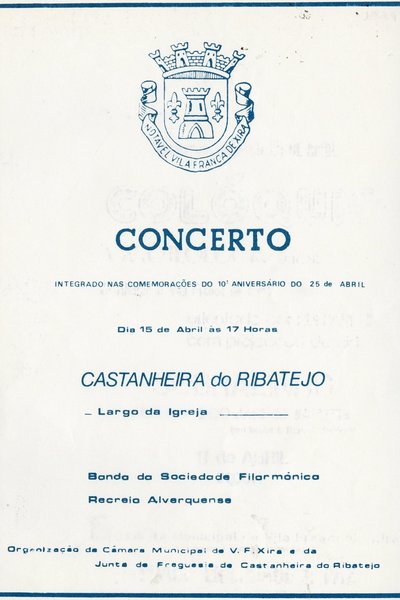 NOTAVEL VILA FRANCA DE XIRA
CONCERTO
INTEGRADO NAS COMEMORAÇÕES DO 10º ANIVERSÁRIO DO 25 de ABRIL
Dia 15 de Abril às 17 Horas
CASTANHEIRA do RIBATEJO
_ Largo da Igreja ________
Banda da Sociedade Filarmónica
Recreio Alverquense
Organização da Câmara Municipal de V.F.Xira e da
Junta de Freguesia de Castanheira do Ribatejo